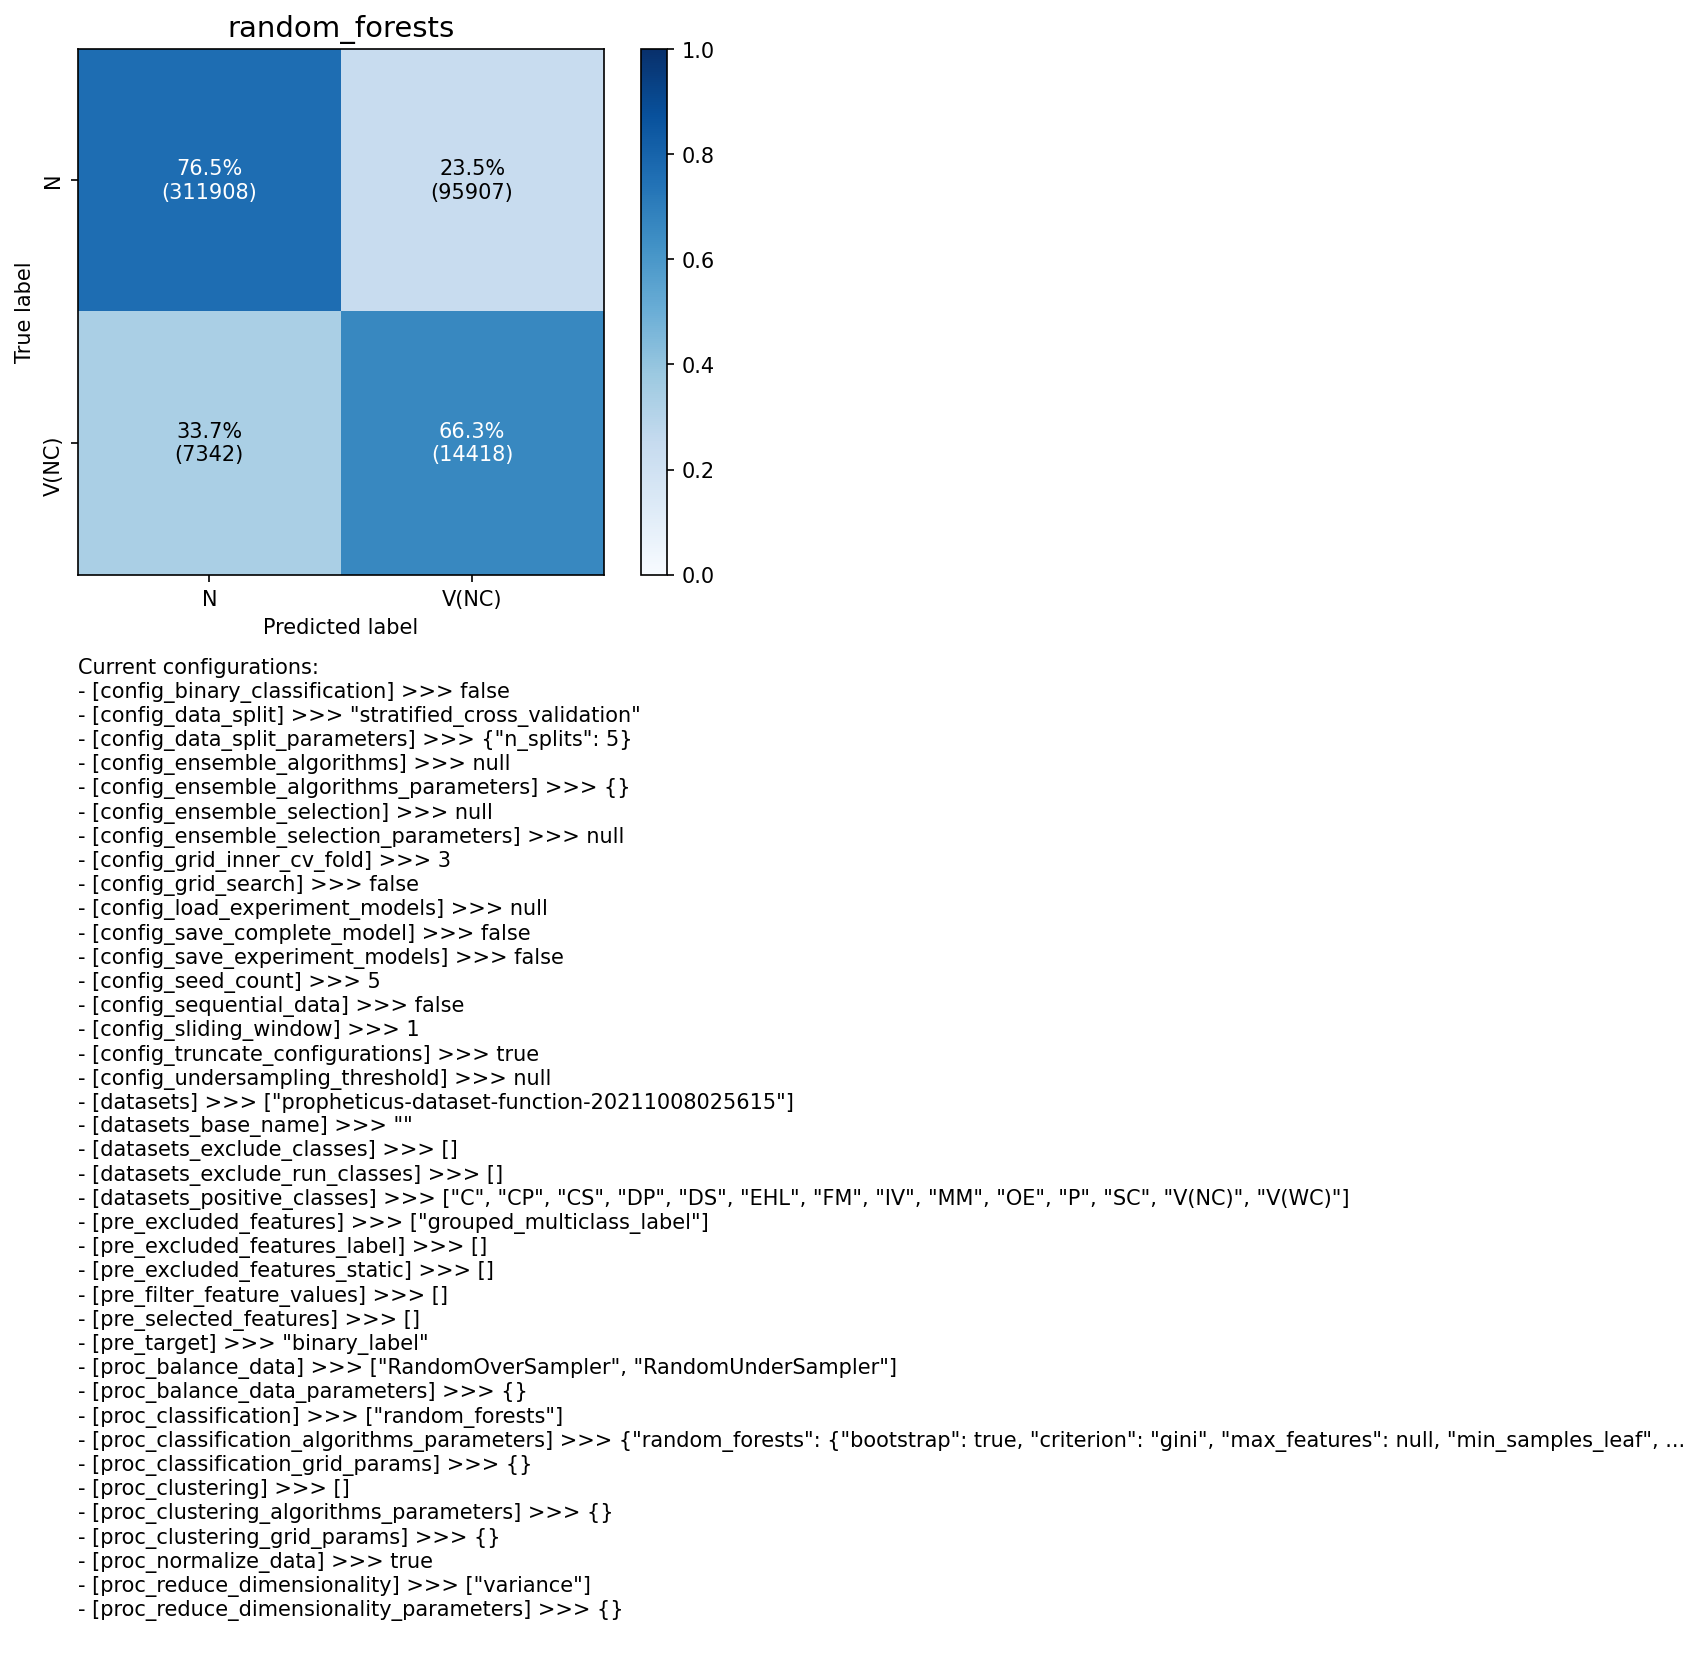 random_forests
1.0
0.8
0.6
0.4
0.2
0.0
True label
N
V(NC)
76.5%
(311908)
23.5%
(95907)
33.7%
(7342)
66.3%
(14418)
N
V(NC)
Predicted label
Current configurations:
- [config_binary_classification] >>> false
- [config_data_split] >>> "stratified_cross_validation"
- [config_data_split_parameters] >>> {"n_splits": 5}
- [config_ensemble_algorithms] >>> null
- [config_ensemble_algorithms_parameters] >>> {}
- [config_ensemble_selection] >>> null
- [config_ensemble_selection_parameters] >>> null
- [config_grid_inner_cv_fold] >>> 3
- [config_grid_search] >>> false
- [config_load_experiment_models] >>> null
- [config_save_complete_model] >>> false
- [config_save_experiment_models] >>> false
- [config_seed_count] >>> 5
- [config_sequential_data] >>> false
- [config_sliding_window] >>> 1
- [config_truncate_configurations] >>> true
- [config_undersampling_threshold] >>> null
- [datasets] >>> ["propheticus-dataset-function-20211008025615"]
- [datasets_base_name] >>> ""
- [datasets_exclude_classes] >>> []
- [datasets_exclude_run_classes] >>> []
- [datasets_positive_classes] >>> ["C", "CP", "CS", "DP", "DS", "EHL", "FM", "IV", "MM", "OE", "P", "SC", "V(NC)", "V(WC)"]
- [pre_excluded_features] >>> ["grouped_multiclass_label"]
- [pre_excluded_features_label] >>> []
- [pre_excluded_features_static] >>> []
- [pre_filter_feature_values] >>> []
- [pre_selected_features] >>> []
- [pre_target] >>> "binary_label"
- [proc_balance_data] >>> ["RandomOverSampler", "RandomUnderSampler"]
- [proc_balance_data_parameters] >>> {}
- [proc_classification] >>> ["random_forests"]
- [proc_classification_algorithms_parameters] >>> {"random_forests": {"bootstrap": true, "criterion": "gini", "max_features": null, "min_samples_leaf", ...
- [proc_classification_grid_params] >>> {}
- [proc_clustering] >>> []
- [proc_clustering_algorithms_parameters] >>> {}
- [proc_clustering_grid_params] >>> {}
- [proc_normalize_data] >>> true
- [proc_reduce_dimensionality] >>> ["variance"]
- [proc_reduce_dimensionality_parameters] >>> {}